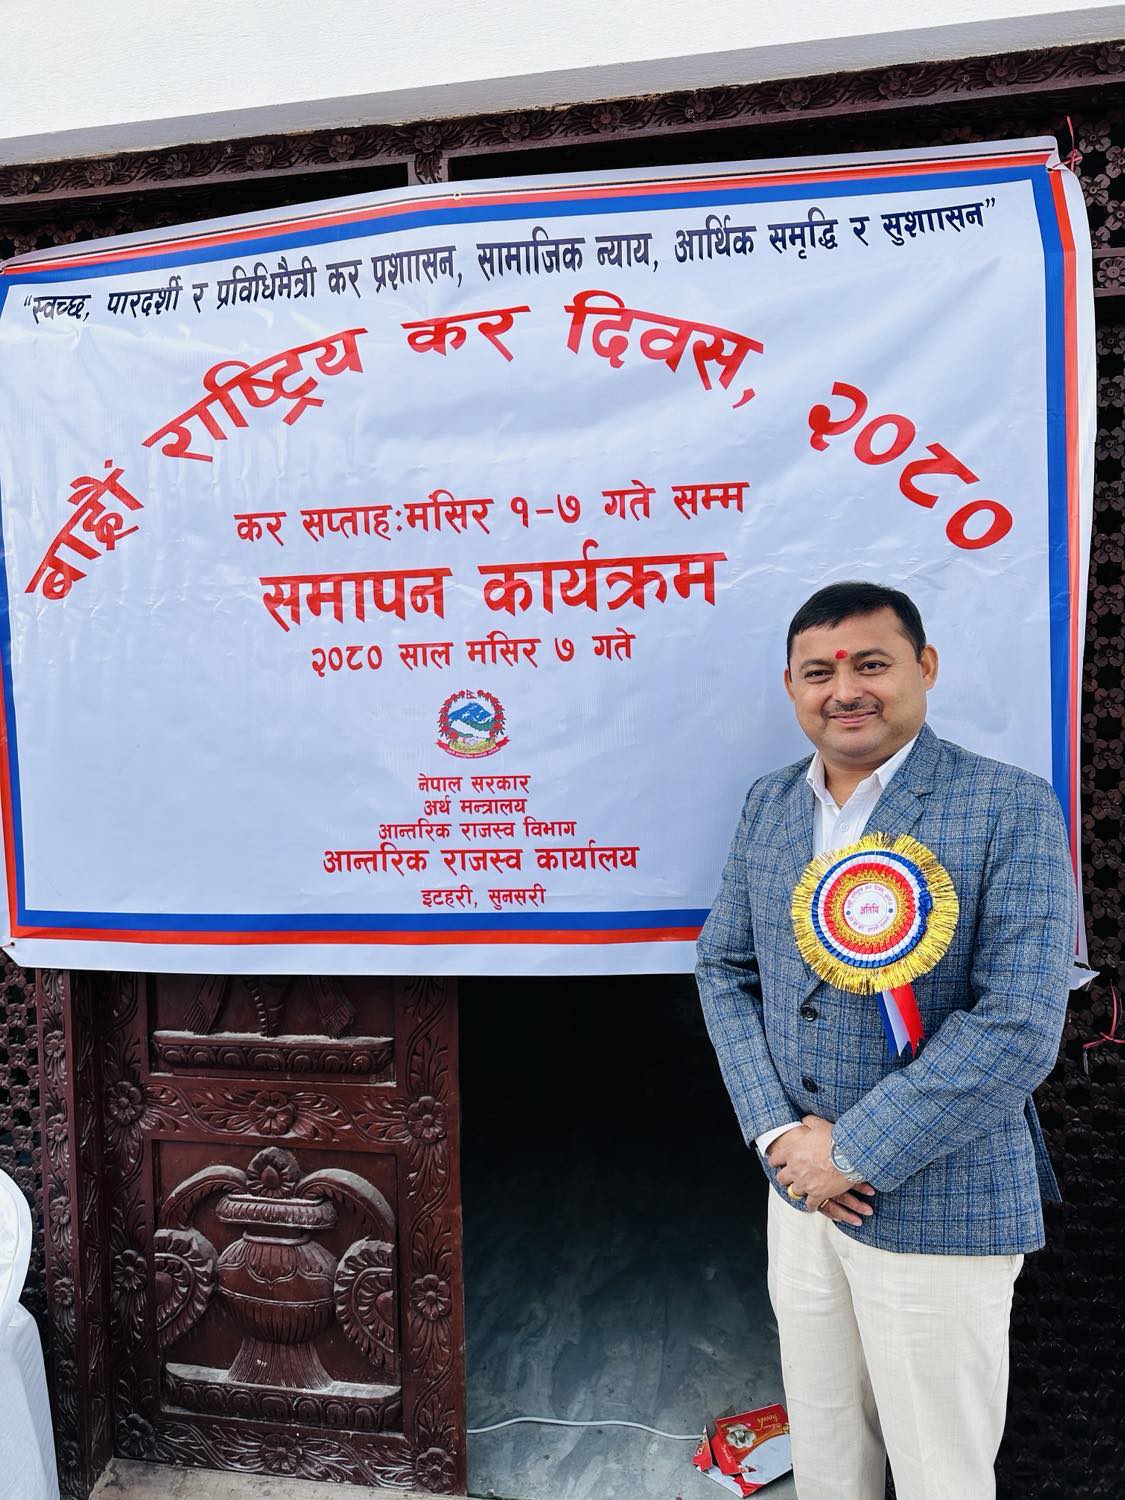 "स्वच्छ, पारदर्शी र प्रविधिमैत्री कर प्रशाासन, सामाजिक न्याय, आर्थिक समृद्धि र सुशाासन"
बाह्रौं राष्ट्रिय कर दिवस, २०८०
कर सप्ताह:मंसिर १-७ गते सम्म
समापन कार्यक्रम
२०८० साल मंसिर ७ गते
नेपाल सरकार
अर्थ मन्त्रालय
आन्तरिक राजस्व विभाग
आन्तरिक राजस्व कार्यालय
इटहरी, सुनसरी
अतिथि